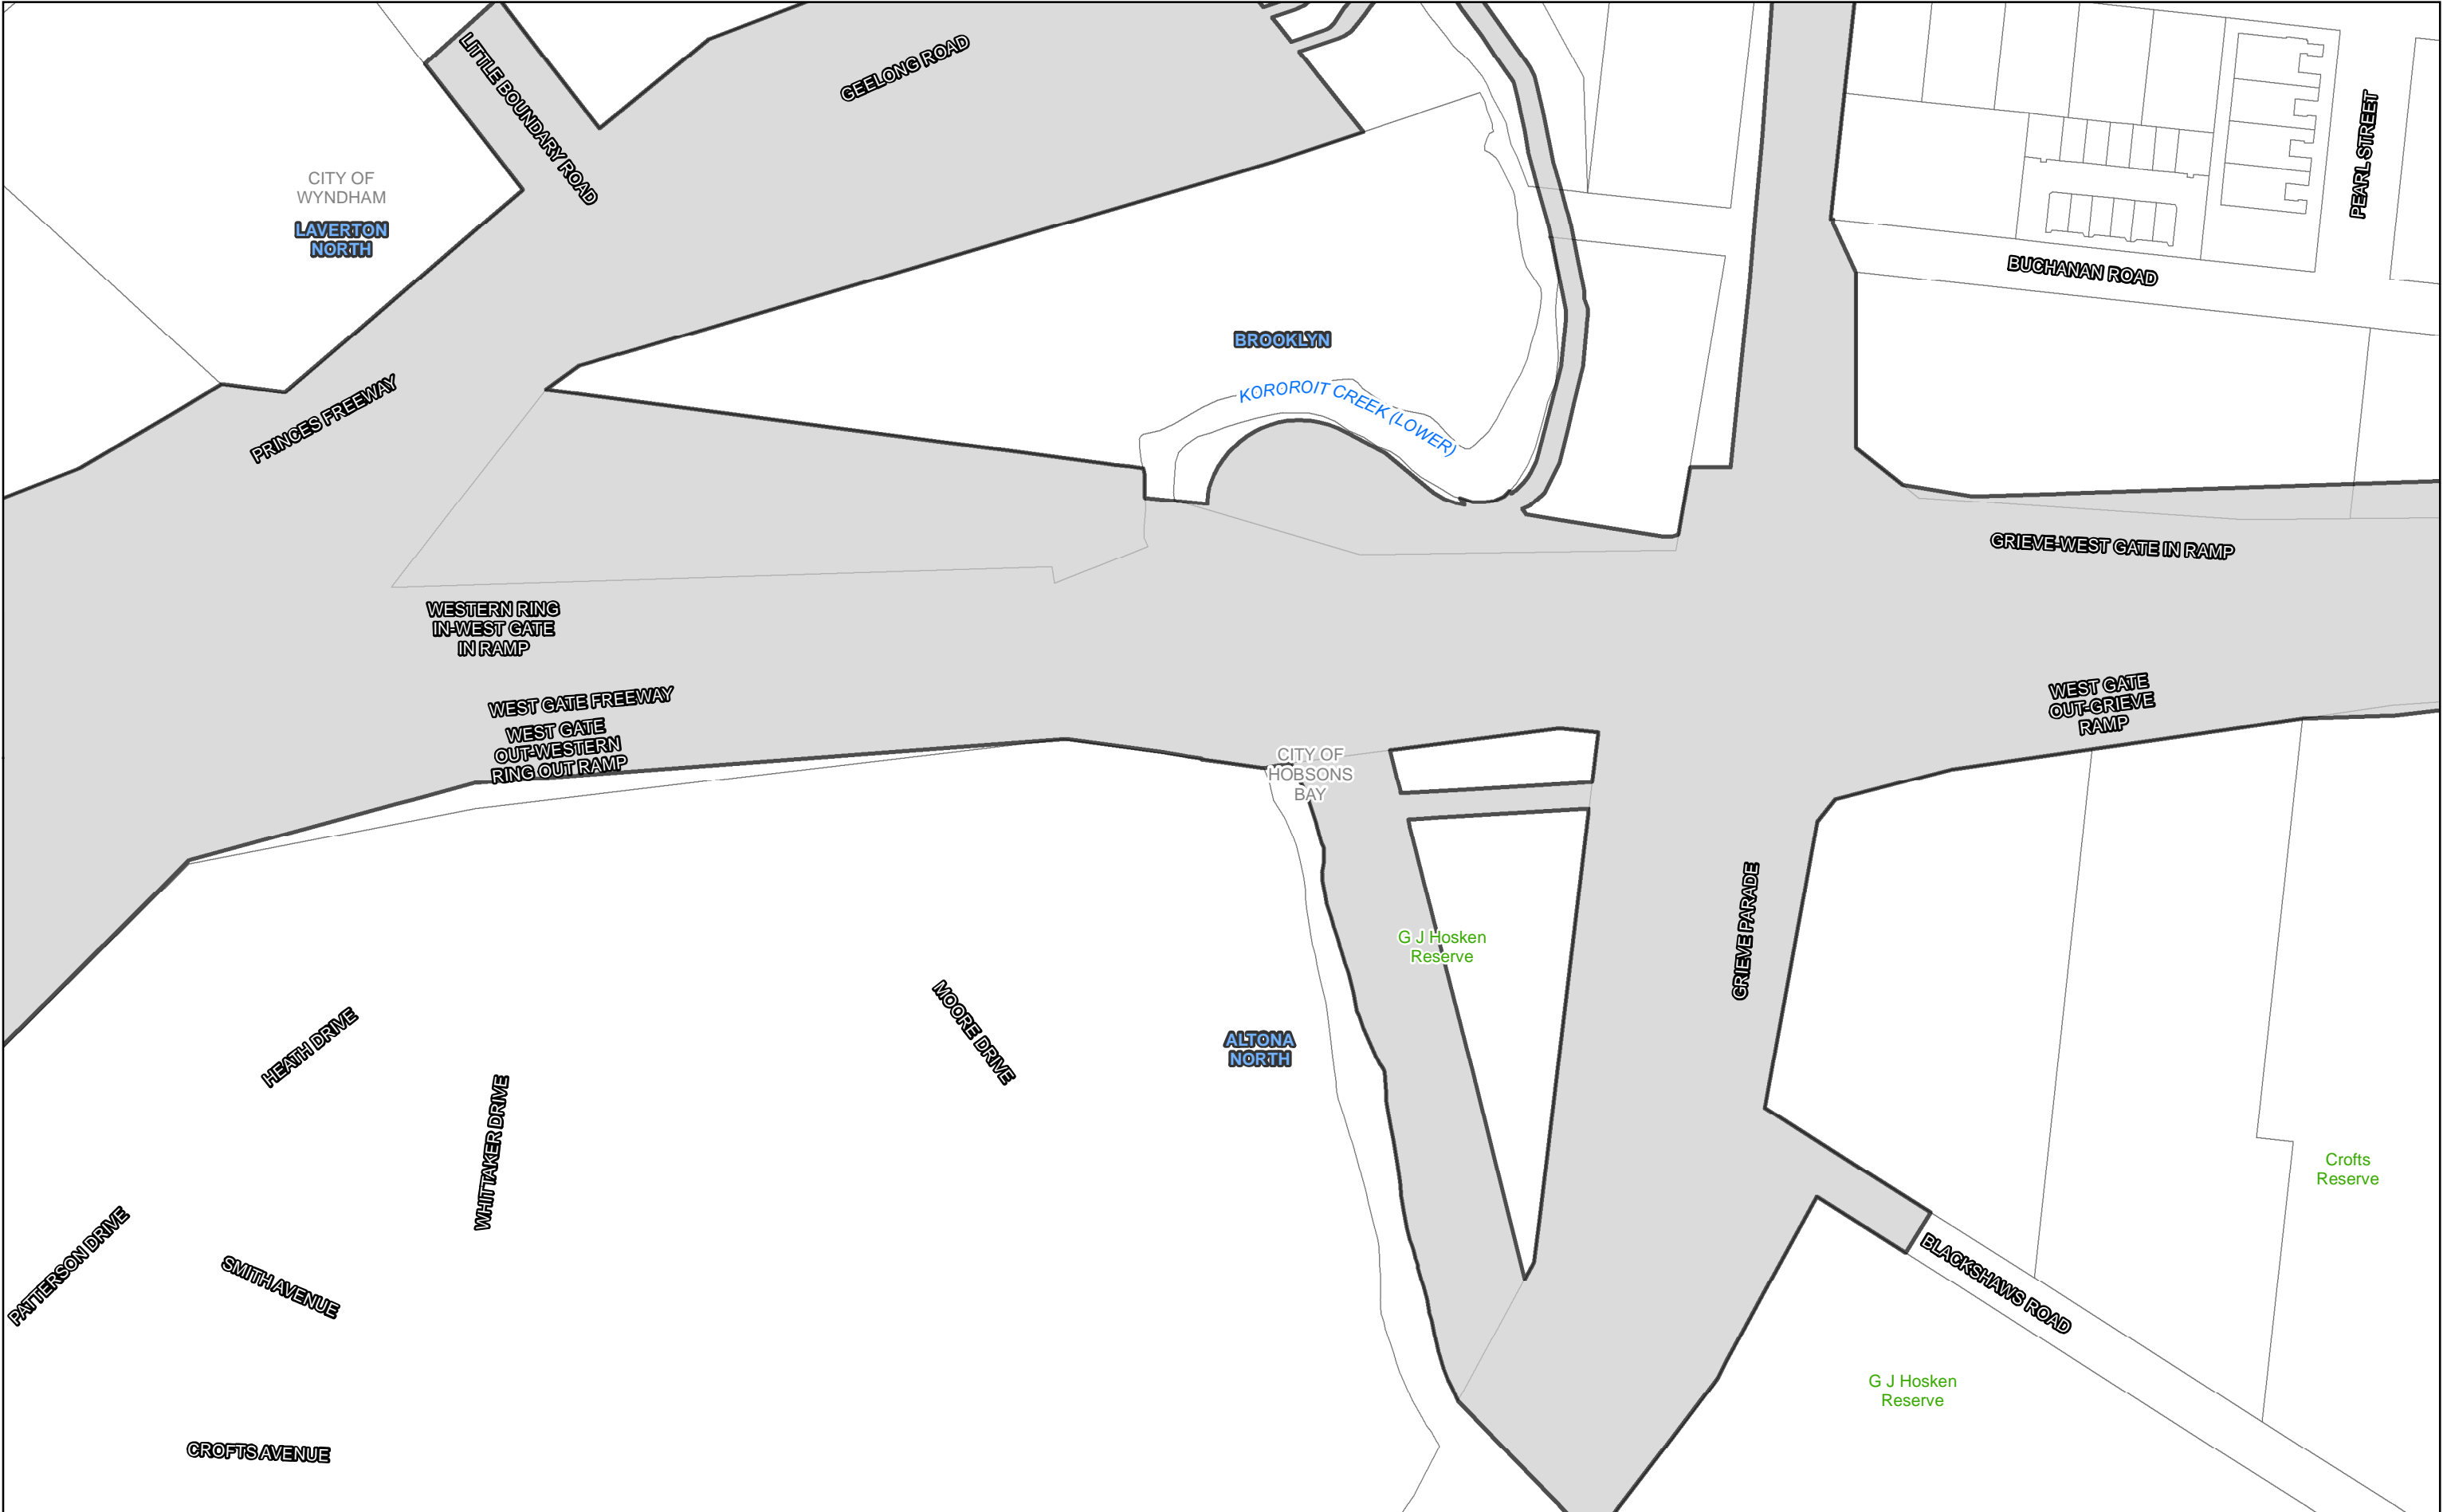 LITTLE BOUNDARY ROAD
GEELONG ROAD
PEARL STREET
CITY OF
WYNDHAM
LAVERTON
NORTH
BUCHANAN ROAD
BROOKLYN
KOROROIT CREEK (LOWER)
PRINCES FREEWAY
GRIEVE-WEST GATE IN RAMP
WESTERN RING
IN-WEST GATE
IN RAMP
WEST GATE FREEWAY
WEST GATE
OUT-WESTERN
RING OUT RAMP
WEST GATE
OUT-GRIEVE
RAMP
CITY OF
HOBSONS
BAY
GRIEVE PARADE
G J Hosken
Reserve
MOORE DRIVE
HEATH DRIVE
ALTONA
NORTH
WHITTAKER DRIVE
Crofts
Reserve
PATTERSON DRIVE
SMITH AVENUE
BLACKSHAWS ROAD
G J Hosken
Reserve
CROFTS AVENUE